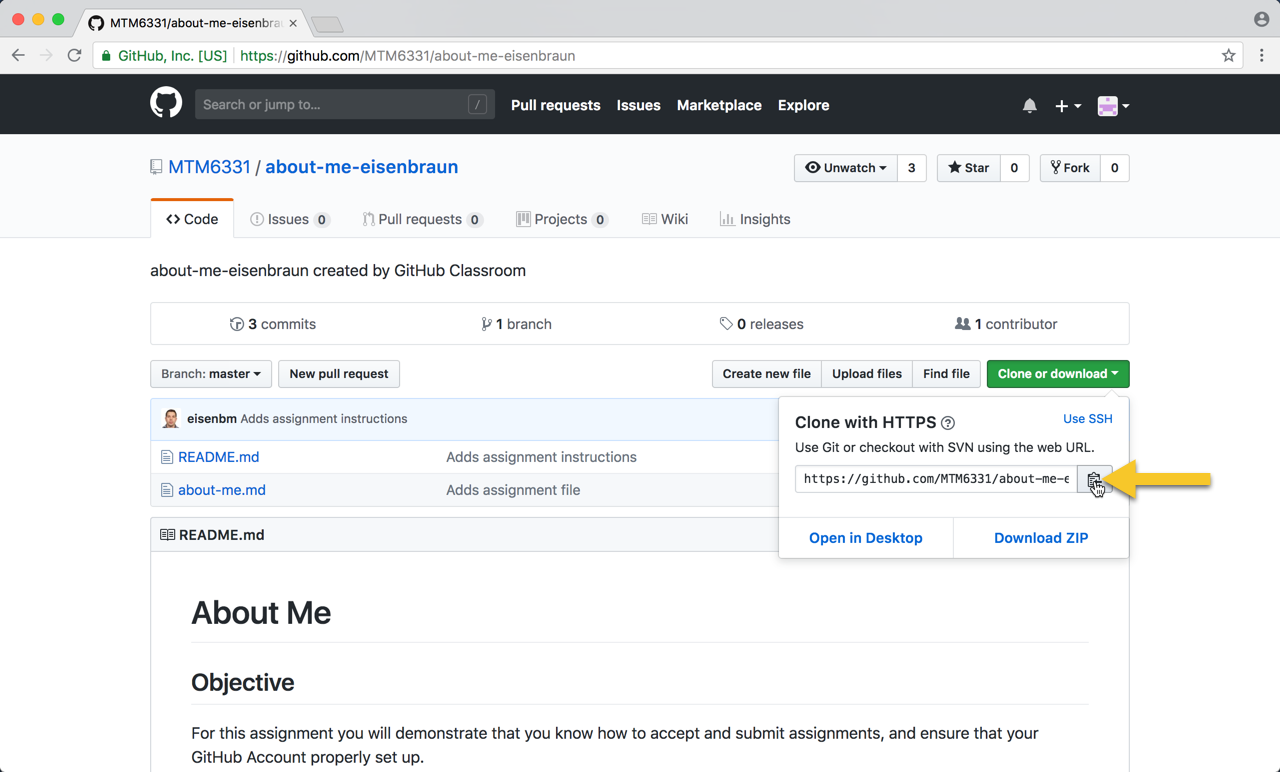 MTM6331/about-me-eisenbra
GitHub, Inc. [US] https://github.com/MTM6331/about-me-eisenbraun
Search or jump to... / Pull requests Issues Marketplace Explore
MTM6331 / about-me-eisenbraun Unwatch 3 Star 0 Fork 0
Code Issues 0 Pull requests 0 Projects 0 Wiki Insights
about-me-eisenbraun created by GitHub Classroom
3 commits 1 branch 0 releases 1 contributor
Branch: master New pull request Create new file Upload files Find file Clone or download
eisenbm Adds assignment instructions
README.md Adds assignment instructions
about-me.md Adds assignment file
Clone with HTTPS ? Use SSH
Use Git or checkout with SVN using the web URL.
https://github.com/MTM6331/about-me-e
Open in Desktop Download ZIP
README.md
About Me
Objective
For this assignment you will demonstrate that you know how to accept and submit assignments, and ensure that your
GitHub Account properly set up.